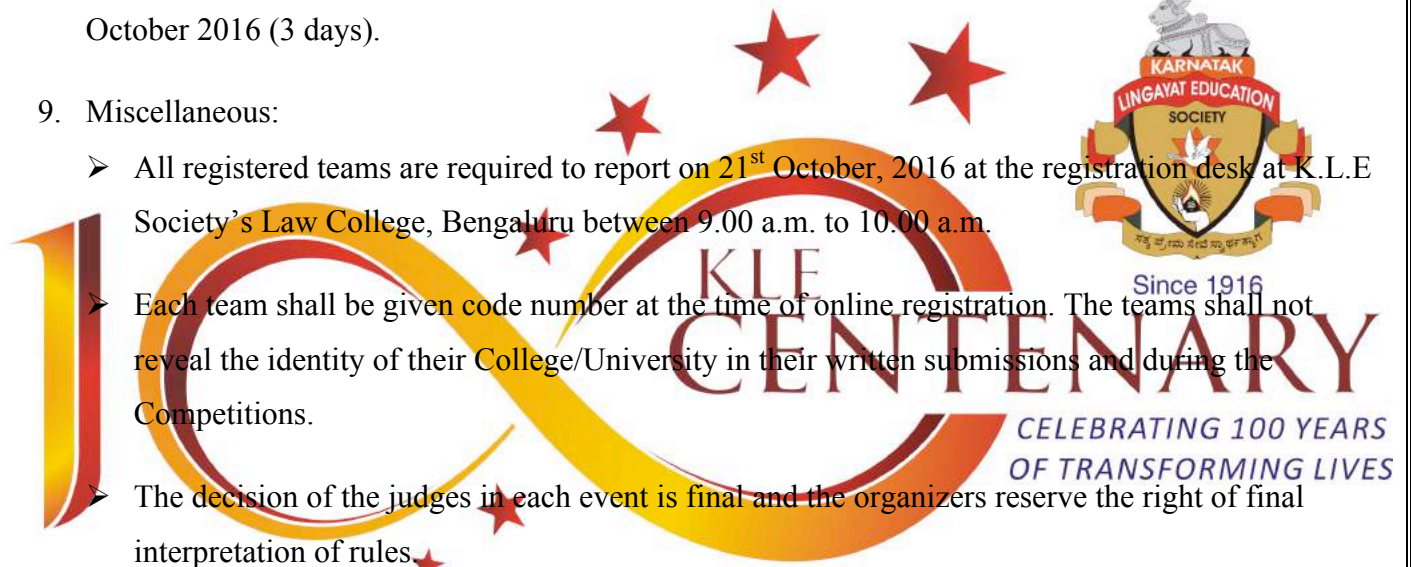 October 2016 (3 days).
KARNATAK
LINGAYAT EDUCATION
SOCIETY
9. Miscellaneous:
➢ All registered teams are required to report on 21st October, 2016 at the registration desk at K.L.E
Society’s Law College, Bengaluru between 9.00 a.m. to 10.00 a.m.
KLE
CENTENARY
Since 1916
➢ Each team shall be given code number at the time of online registration. The teams shall not
reveal the identity of their College/University in their written submissions and during the
Competitions.
CELEBRATING 100 YEARS
OF TRANSFORMING LIVES
➢ The decision of the judges in each event is final and the organizers reserve the right of final
interpretation of rules.